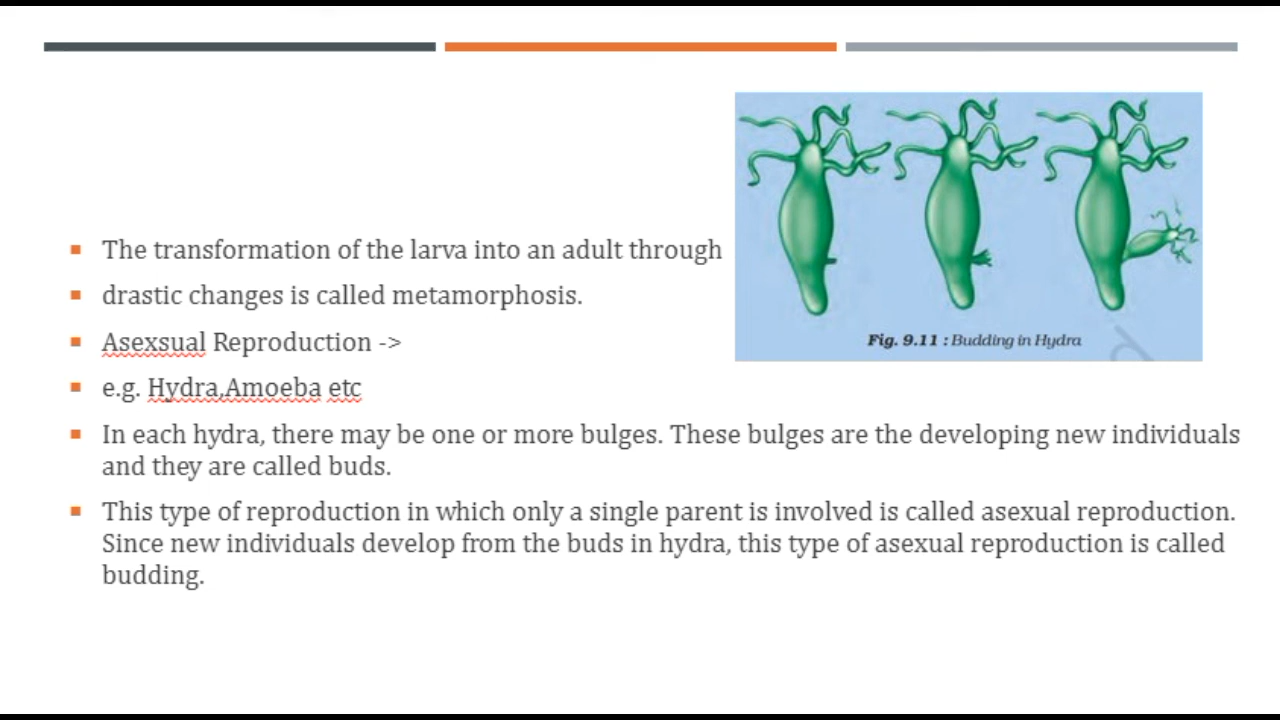 The transformation of the larva into an adult through
drastic changes is called metamorphosis.
Asexsual Reproduction ->
e.g. Hydra,Amoeba etc
In each hydra, there may be one or more bulges. These bulges are the developing new individuals
and they are called buds.
This type of reproduction in which only a single parent is involved is called asexual reproduction.
Since new individuals develop from the buds in hydra, this type of asexual reproduction is called
budding.
Fig. 9.11 : Budding in Hydra